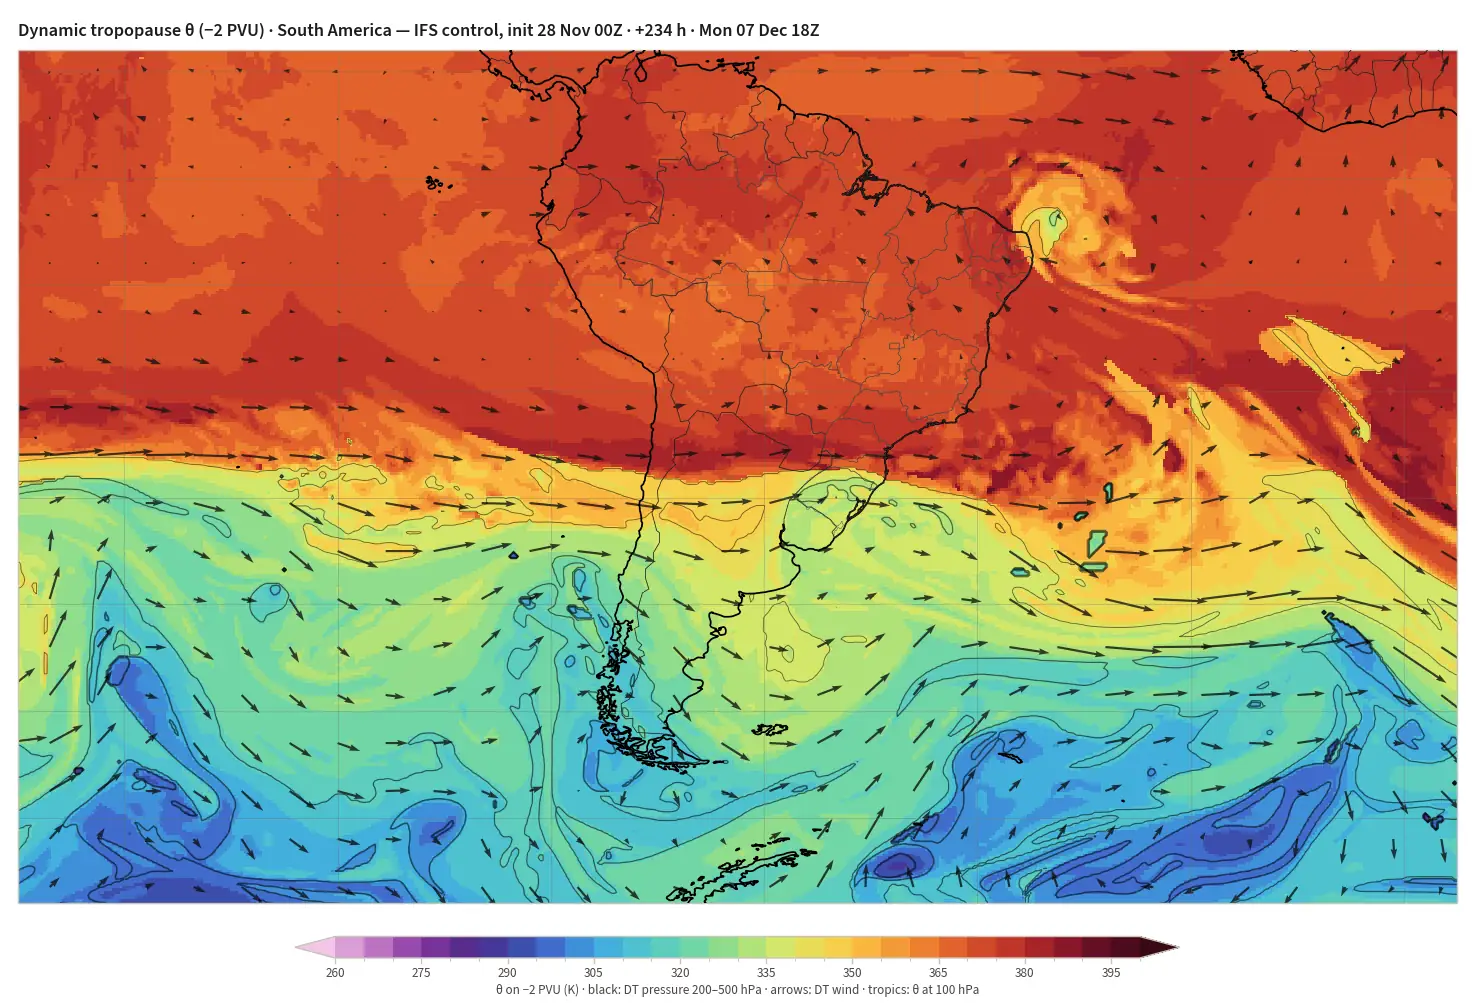 Dynamic tropopause θ (−2 PVU) · South America — IFS control, init 28 Nov 00Z · +234 h · Mon 07 Dec 18Z
260 275 290 305 320 335 350 365 380 395
θ on −2 PVU (K) · black: DT pressure 200–500 hPa · arrows: DT wind · tropics: θ at 100 hPa